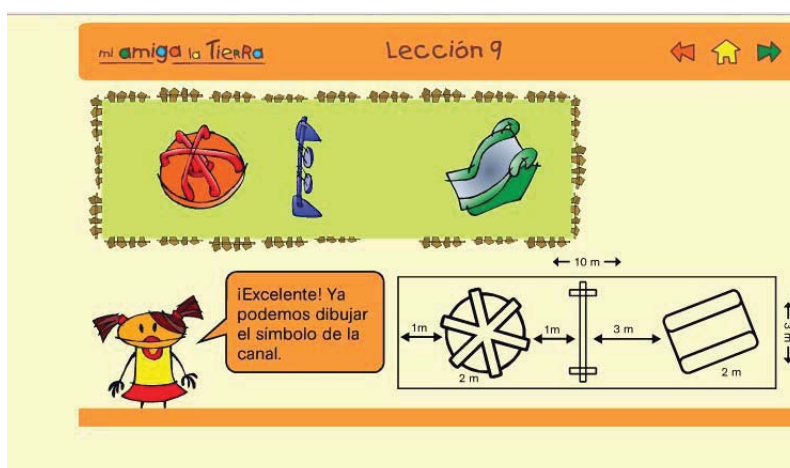 mi amiga la Tierra
Lección 9
← 10 m →
¡Excelente! Ya
podemos dibujar
el símbolo de la
canal.
1m
2 m
1m
3 m
2 m
3 m